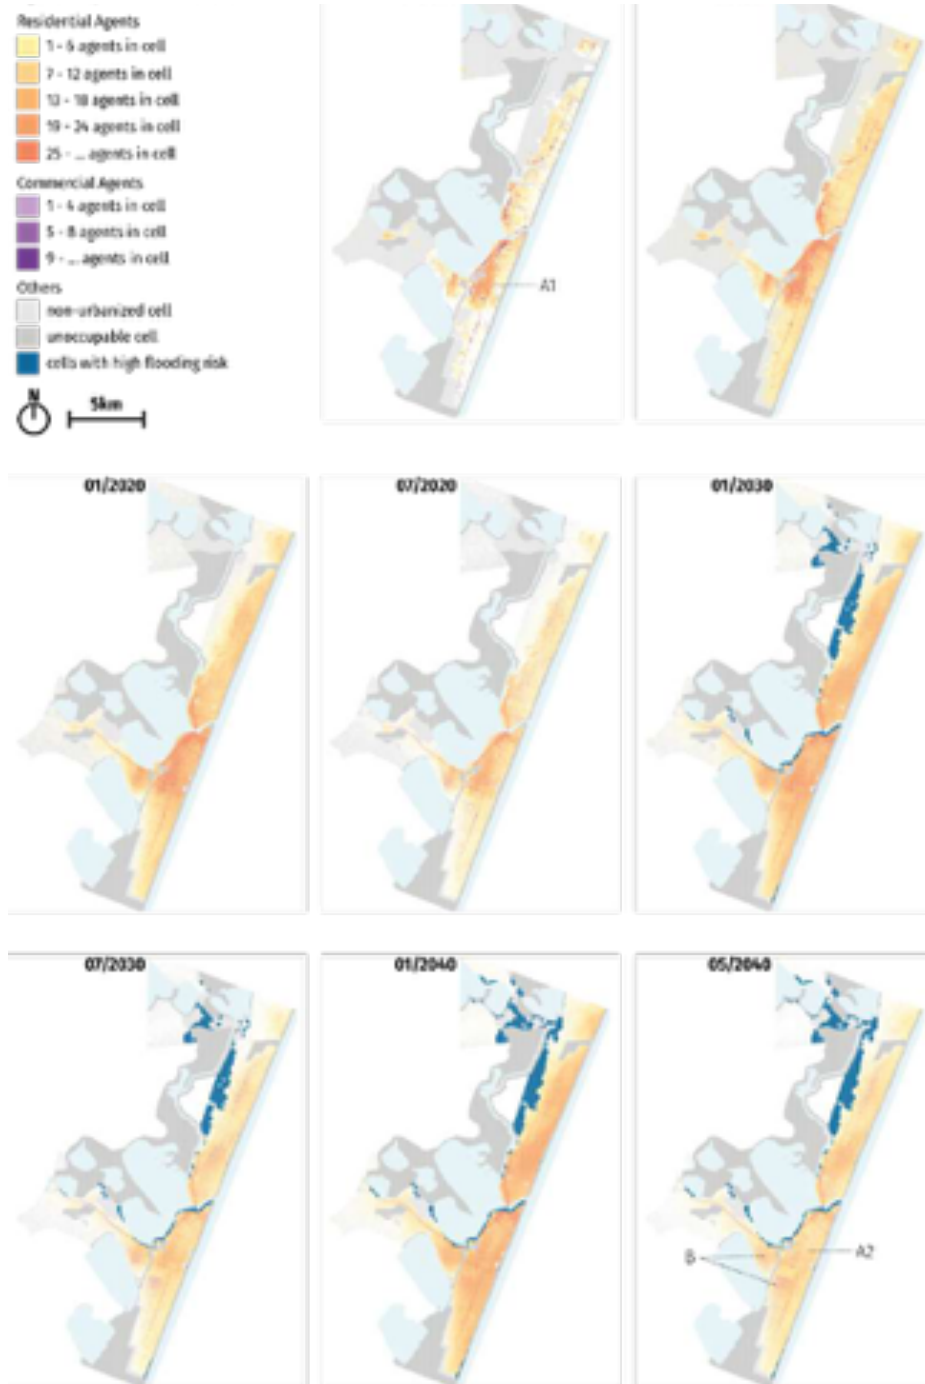 Residential Agents
1 - 6 agents in cell
7 - 12 agents in cell
13 - 18 agents in cell
19 - 24 agents in cell
25 - ... agents in cell
Commercial Agents
1 - 4 agents in cell
5 - 8 agents in cell
9 - ... agents in cell
Others
non-urbanized cell
unoccupable cell
cells with high flooding risk
N
5km
A1
01/2020
07/2020
01/2030
07/2030
01/2040
05/2040
B
A2